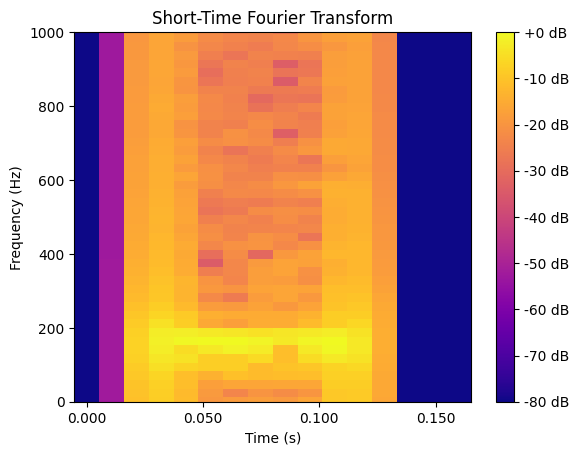 Short-Time Fourier Transform
1000
800
600
400
200
0
Frequency (Hz)
0.000
0.050
0.100
0.150
Time (s)
+0 dB
-10 dB
-20 dB
-30 dB
-40 dB
-50 dB
-60 dB
-70 dB
-80 dB